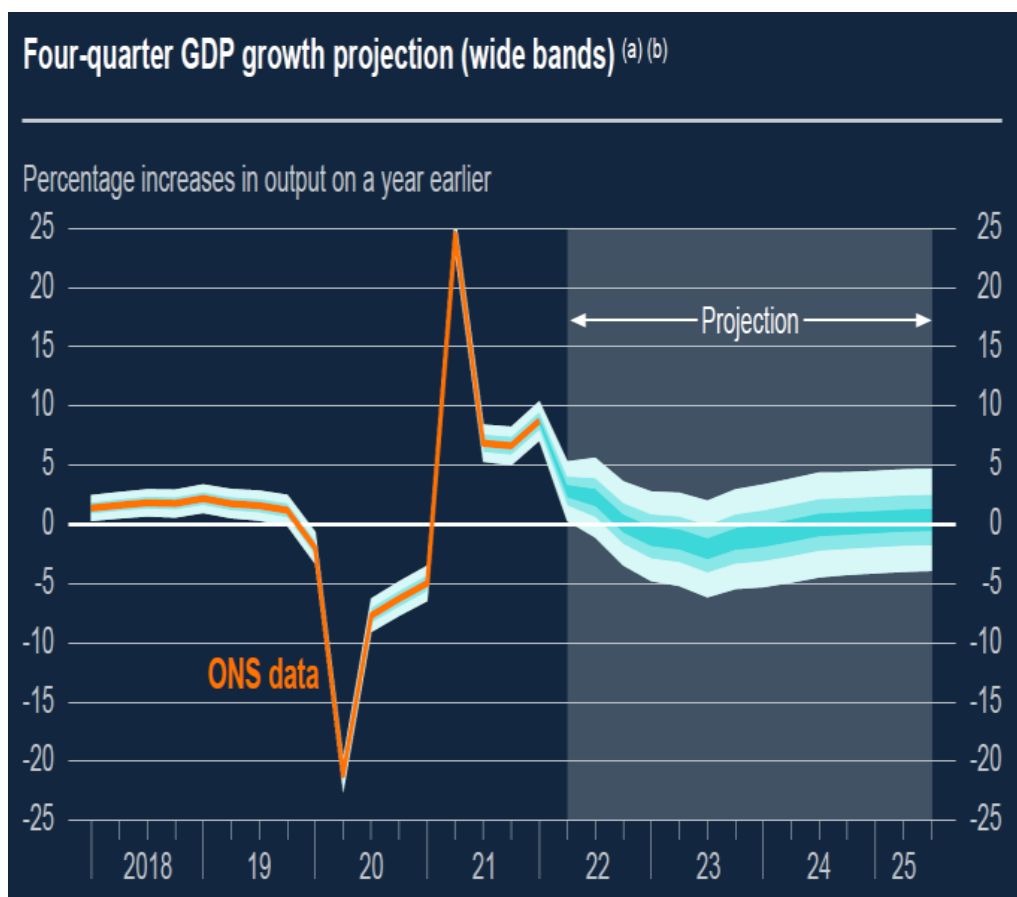 Four-quarter GDP growth projection (wide bands) (a) (b)
Percentage increases in output on a year earlier
25 25
20 20
Projection
15 15
10 10
5 5
0 0
-5 -5
-10 -10
ONS data
-15 -15
-20 -20
-25 -25
2018 19 20 21 22 23 24 25